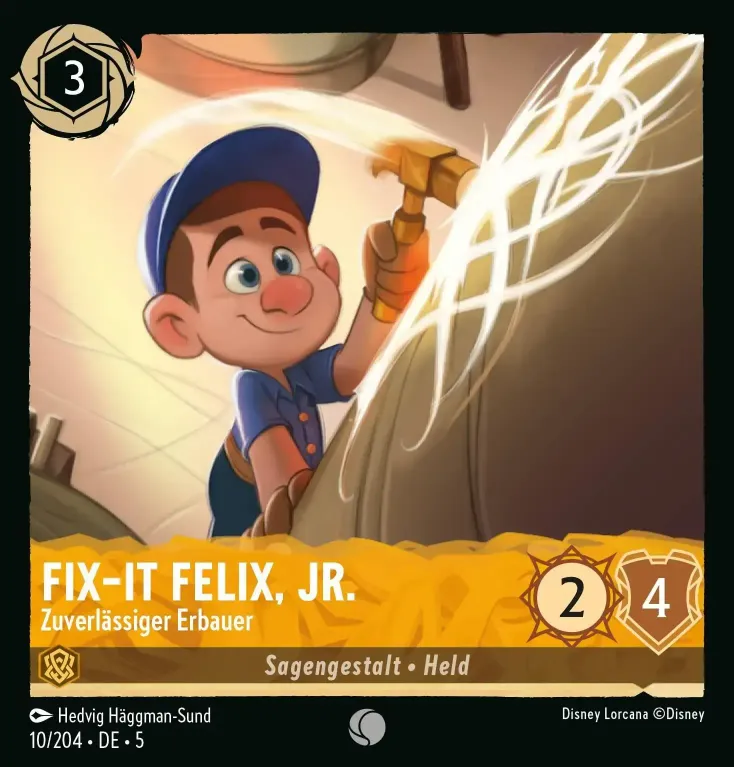 3
FIX-IT FELIX, JR.
Zuverlässiger Erbauer
2
4
Sagengestalt • Held
Hedvig Häggman-Sund
Disney Lorcana ©Disney
10/204 • DE • 5